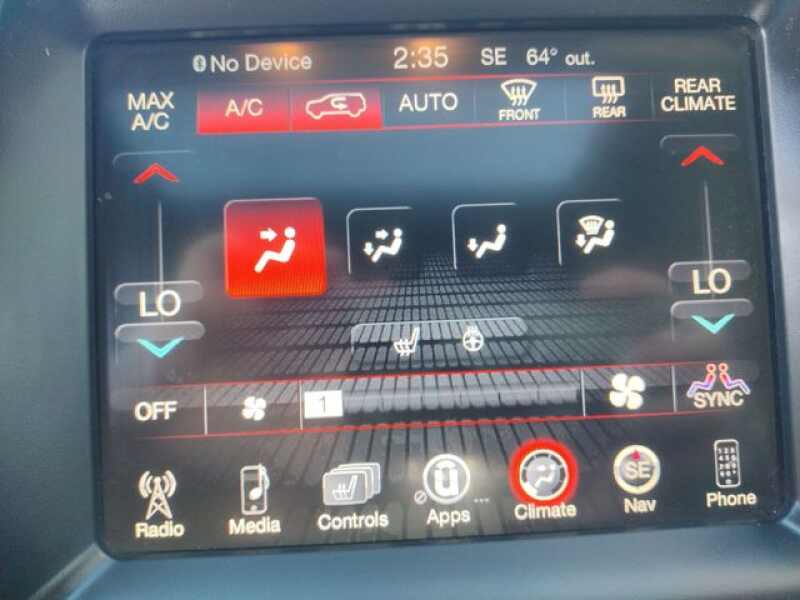 No Device 2:35 SE 64° out.
MAX A/C
A/C
AUTO
FRONT
REAR
REAR CLIMATE
LO
LO
OFF
1
SYNC
Radio
Media
Controls
Apps
Climate
SE
Nav
Phone